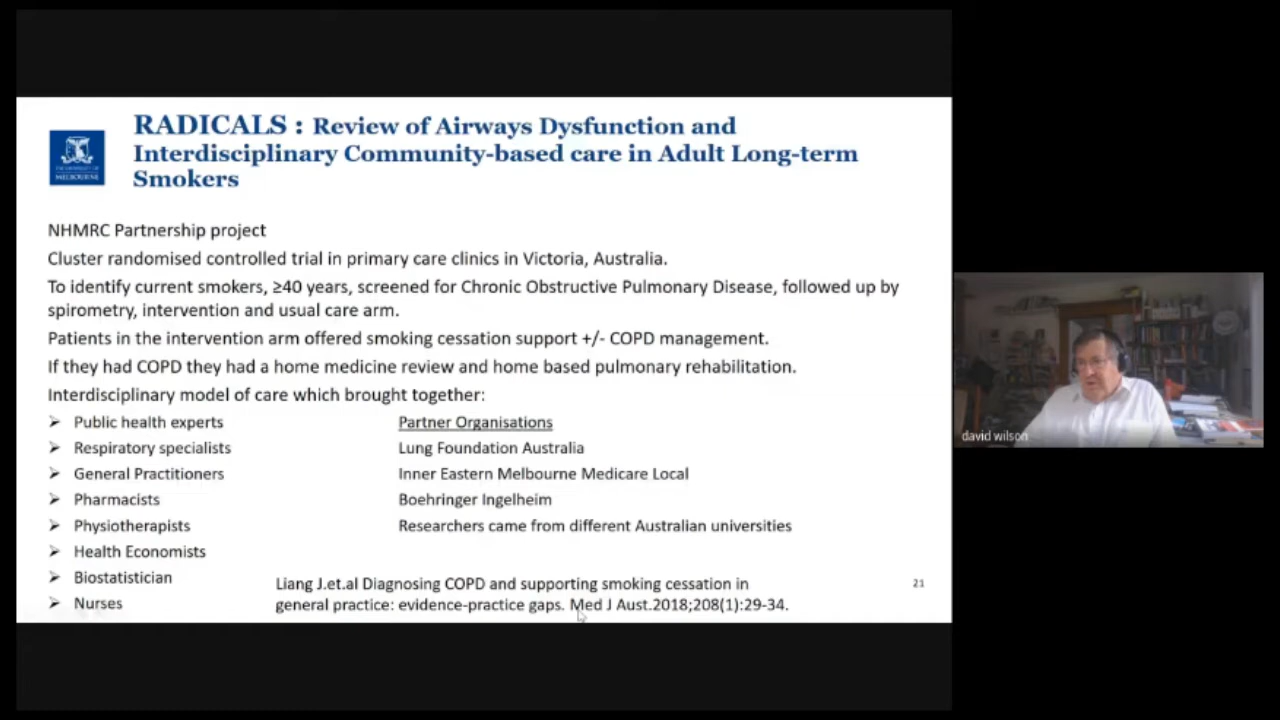 RADICALS : Review of Airways Dysfunction and
Interdisciplinary Community-based care in Adult Long-term
Smokers
THE UNIVERSITY OF
MELBOURNE
NHMRC Partnership project
Cluster randomised controlled trial in primary care clinics in Victoria, Australia.
To identify current smokers, ≥40 years, screened for Chronic Obstructive Pulmonary Disease, followed up by
spirometry, intervention and usual care arm.
Patients in the intervention arm offered smoking cessation support +/- COPD management.
If they had COPD they had a home medicine review and home based pulmonary rehabilitation.
Interdisciplinary model of care which brought together:
➢ Public health experts
➢ Respiratory specialists
➢ General Practitioners
➢ Pharmacists
➢ Physiotherapists
➢ Health Economists
➢ Biostatistician
➢ Nurses
Partner Organisations
Lung Foundation Australia
Inner Eastern Melbourne Medicare Local
Boehringer Ingelheim
Researchers came from different Australian universities
Liang J.et.al Diagnosing COPD and supporting smoking cessation in
general practice: evidence-practice gaps. Med J Aust.2018;208(1):29-34.
21
david wilson